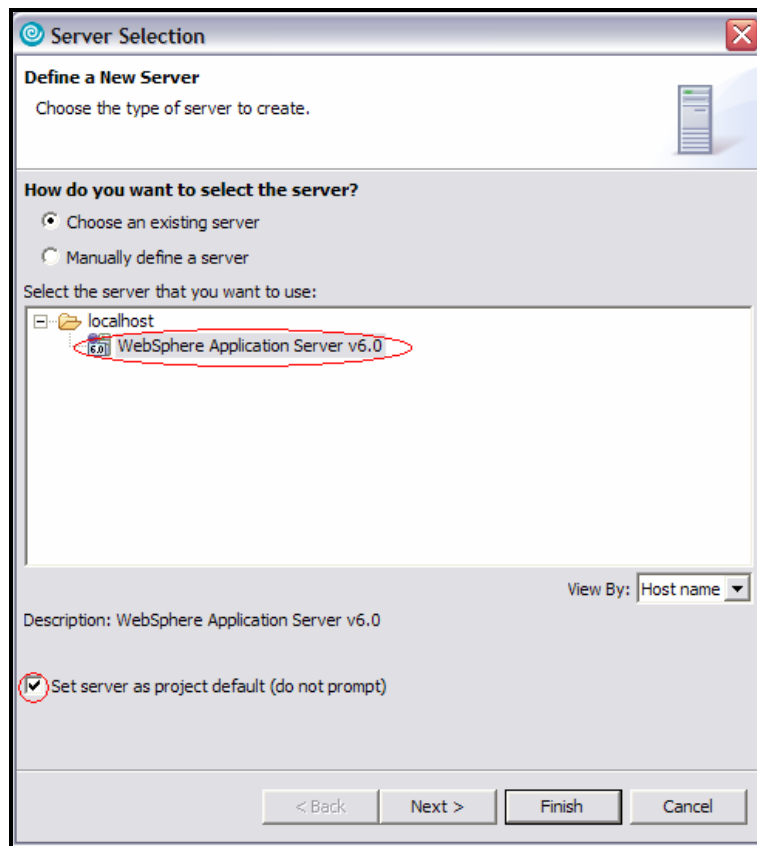 Server Selection
Define a New Server
Choose the type of server to create.
How do you want to select the server?
Choose an existing server
Manually define a server
Select the server that you want to use:
localhost
6.0 WebSphere Application Server v6.0
View By: Host name
Description: WebSphere Application Server v6.0
Set server as project default (do not prompt)
< Back Next > Finish Cancel